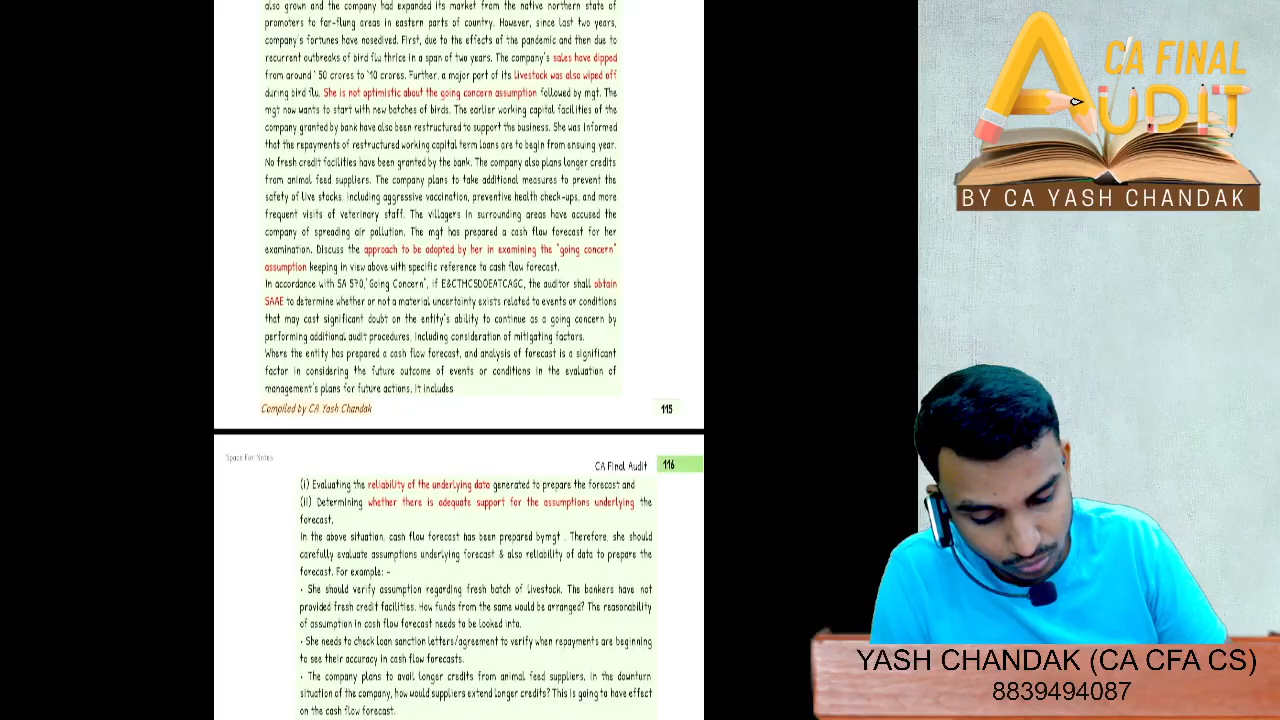 also grown and the company had expanded its market from the native northern state of
promoters to far-flung areas in eastern parts of country. However, since last two years,
company's fortunes have nosedived. First, due to the effects of the pandemic and then due to
recurrent outbreaks of bird flu thrice in a span of two years. The company's sales have dipped
from around ` 50 crores to `10 crores. Further, a major part of its livestock was also wiped off
during bird flu. She is not optimistic about the going concern assumption followed by mgt. The
mgt now wants to start with new batches of birds. The earlier working capital facilities of the
company granted by bank have also been restructured to support the business. She was informed
that the repayments of restructured working capital term loans are to begin from ensuing year.
No fresh credit facilities have been granted by the bank. The company also plans longer credits
from animal feed suppliers. The company plans to take additional measures to prevent the
safety of live stocks, including aggressive vaccination, preventive health check-ups, and more
frequent visits of veterinary staff. The villagers in surrounding areas have accused the
company of spreading air pollution. The mgt has prepared a cash flow forecast for her
examination. Discuss the approach to be adopted by her in examining the "going concern"
assumption keeping in view above with specific reference to cash flow forecast.
In accordance with SA 570,"Going Concern", if E&CTHCSDOEATCAGC, the auditor shall obtain
SAAE to determine whether or not a material uncertainty exists related to events or conditions
that may cast significant doubt on the entity's ability to continue as a going concern by
performing additional audit procedures, including consideration of mitigating factors.
Where the entity has prepared a cash flow forecast, and analysis of forecast is a significant
factor in considering the future outcome of events or conditions in the evaluation of
management's plans for future actions, it includes
Compiled by CA Yash Chandak
115
Space For Notes
CA Final Audit
116
(i) Evaluating the reliability of the underlying data generated to prepare the forecast and
(ii) Determining whether there is adequate support for the assumptions underlying the
forecast.
In the above situation, cash flow forecast has been prepared bymgt . Therefore, she should
carefully evaluate assumptions underlying forecast & also reliability of data to prepare the
forecast. For example: -
• She should verify assumption regarding fresh batch of livestock. The bankers have not
provided fresh credit facilities. How funds from the same would be arranged? The reasonability
of assumption in cash flow forecast needs to be looked into.
• She needs to check loan sanction letters/agreement to verify when repayments are beginning
to see their accuracy in cash flow forecasts.
• The company plans to avail longer credits from animal feed suppliers. In the downturn
situation of the company, how would suppliers extend longer credits? This is going to have effect
on the cash flow forecast.
CA FINAL
AUDIT
BY CA YASH CHANDAK
YASH CHANDAK (CA CFA CS)
8839494087